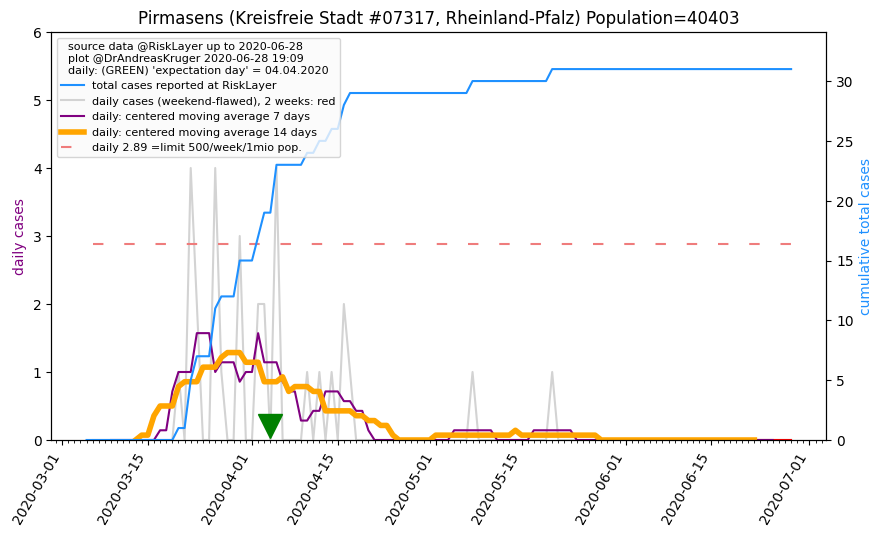 Pirmasens (Kreisfreie Stadt #07317, Rheinland-Pfalz) Population=40403
source data @RiskLayer up to 2020-06-28
plot @DrAndreasKruger 2020-06-28 19:09
daily: (GREEN) 'expectation day' = 04.04.2020
total cases reported at RiskLayer
daily cases (weekend-flawed), 2 weeks: red
daily: centered moving average 7 days
daily: centered moving average 14 days
daily 2.89 =limit 500/week/1mio pop.
daily cases
6
5
4
3
2
1
0
cumulative total cases
30
25
20
15
10
5
0
2020-03-01
2020-03-15
2020-04-01
2020-04-15
2020-05-01
2020-05-15
2020-06-01
2020-06-15
2020-07-01